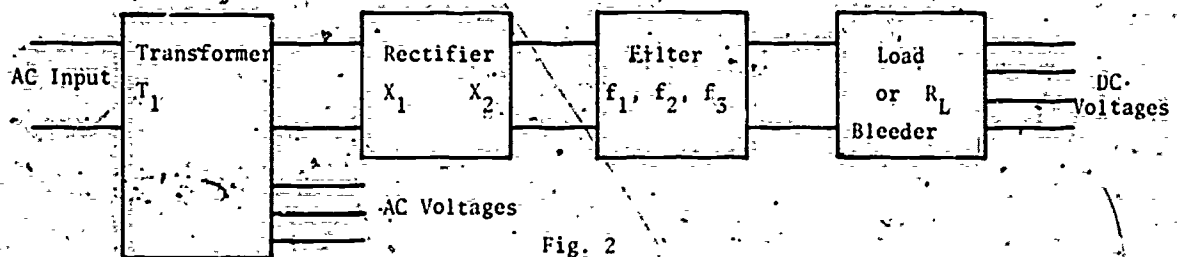 AC Input
Transformer
T1
Rectifier
X1 X2
Filter
f1, f2, f3
Load
or RL
Bleeder
DC
Voltages
AC Voltages
Fig. 2